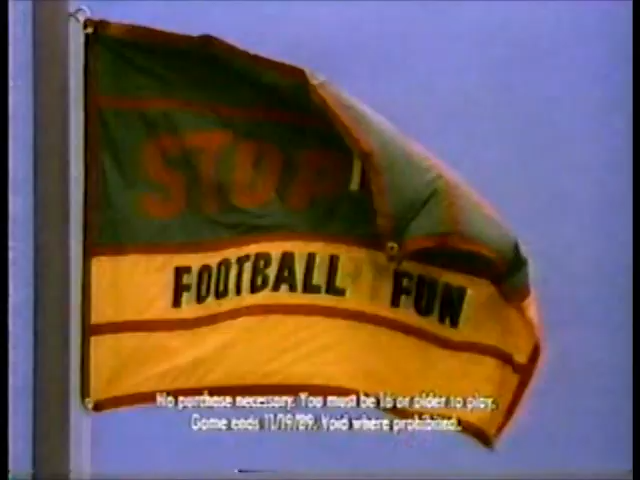 STOP
FOOTBALL FUN
No purchase necessary. You must be 16 or older to play.
Game ends 11/19/89. Void where prohibited.